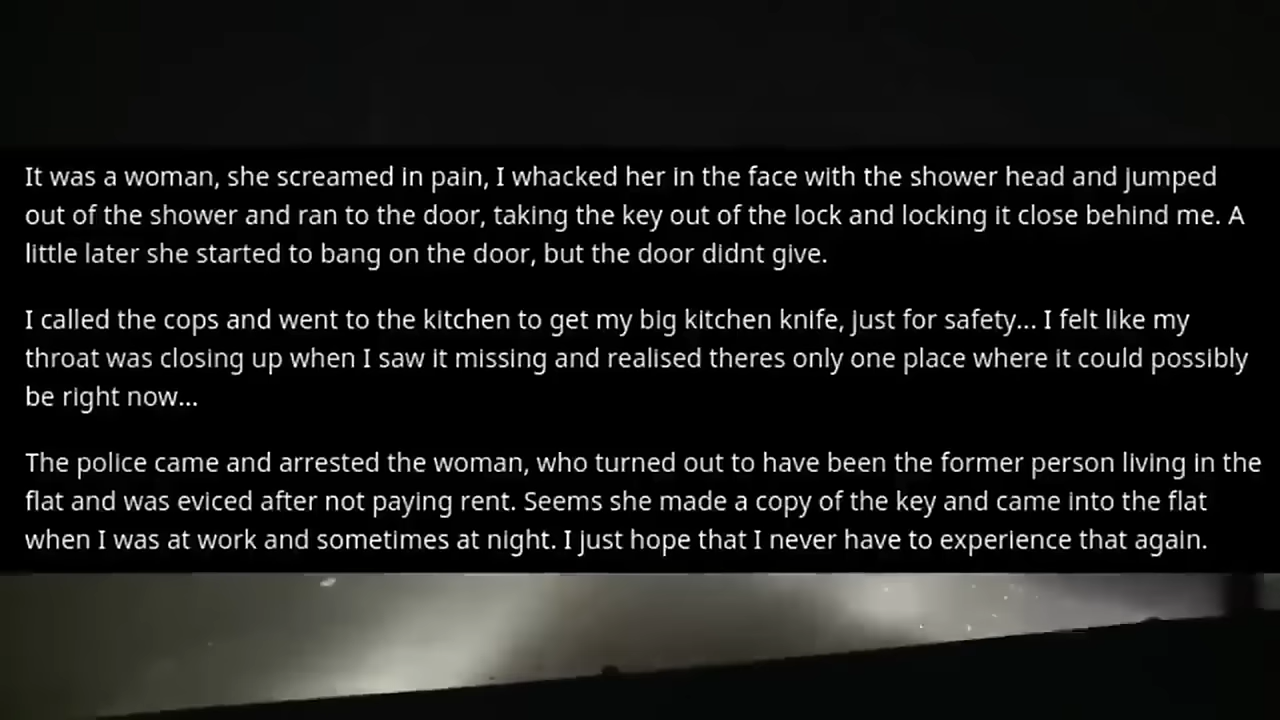 It was a woman, she screamed in pain, I whacked her in the face with the shower head and jumped
out of the shower and ran to the door, taking the key out of the lock and locking it close behind me. A
little later she started to bang on the door, but the door didnt give.
I called the cops and went to the kitchen to get my big kitchen knife, just for safety... I felt like my
throat was closing up when I saw it missing and realised theres only one place where it could possibly
be right now...
The police came and arrested the woman, who turned out to have been the former person living in the
flat and was eviced after not paying rent. Seems she made a copy of the key and came into the flat
when I was at work and sometimes at night. I just hope that I never have to experience that again.